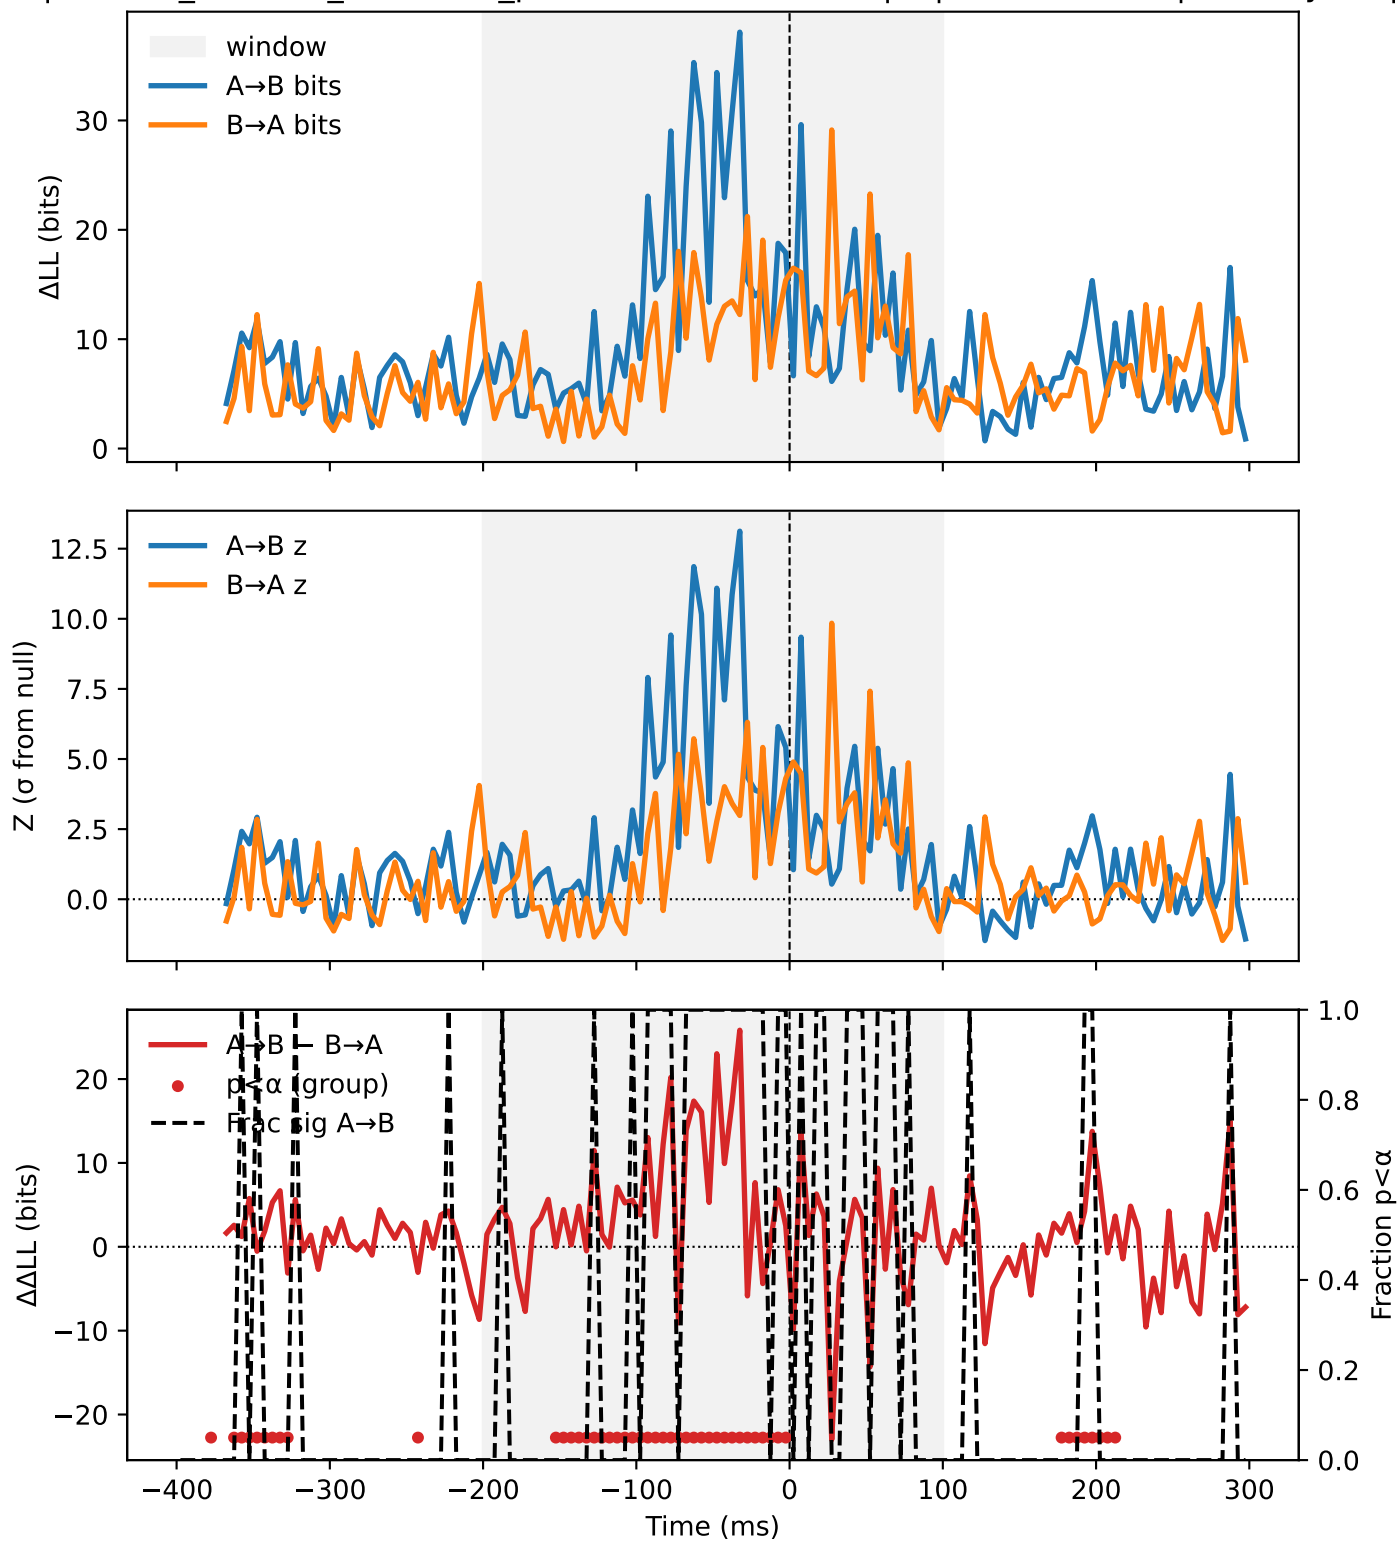 window
A→B bits
B→A bits
ΔLL (bits)
30
20
10
0
A→B z
B→A z
Z (σ from null)
12.5
10.0
7.5
5.0
2.5
0.0
A→B − B→A
p<α (group)
Frac sig A→B
ΔΔLL (bits)
20
10
0
−10
−20
1.0
0.8
0.6
0.4
0.2
0.0
Fraction p<α
−400 −300 −200 −100 0 100 200 300
Time (ms)